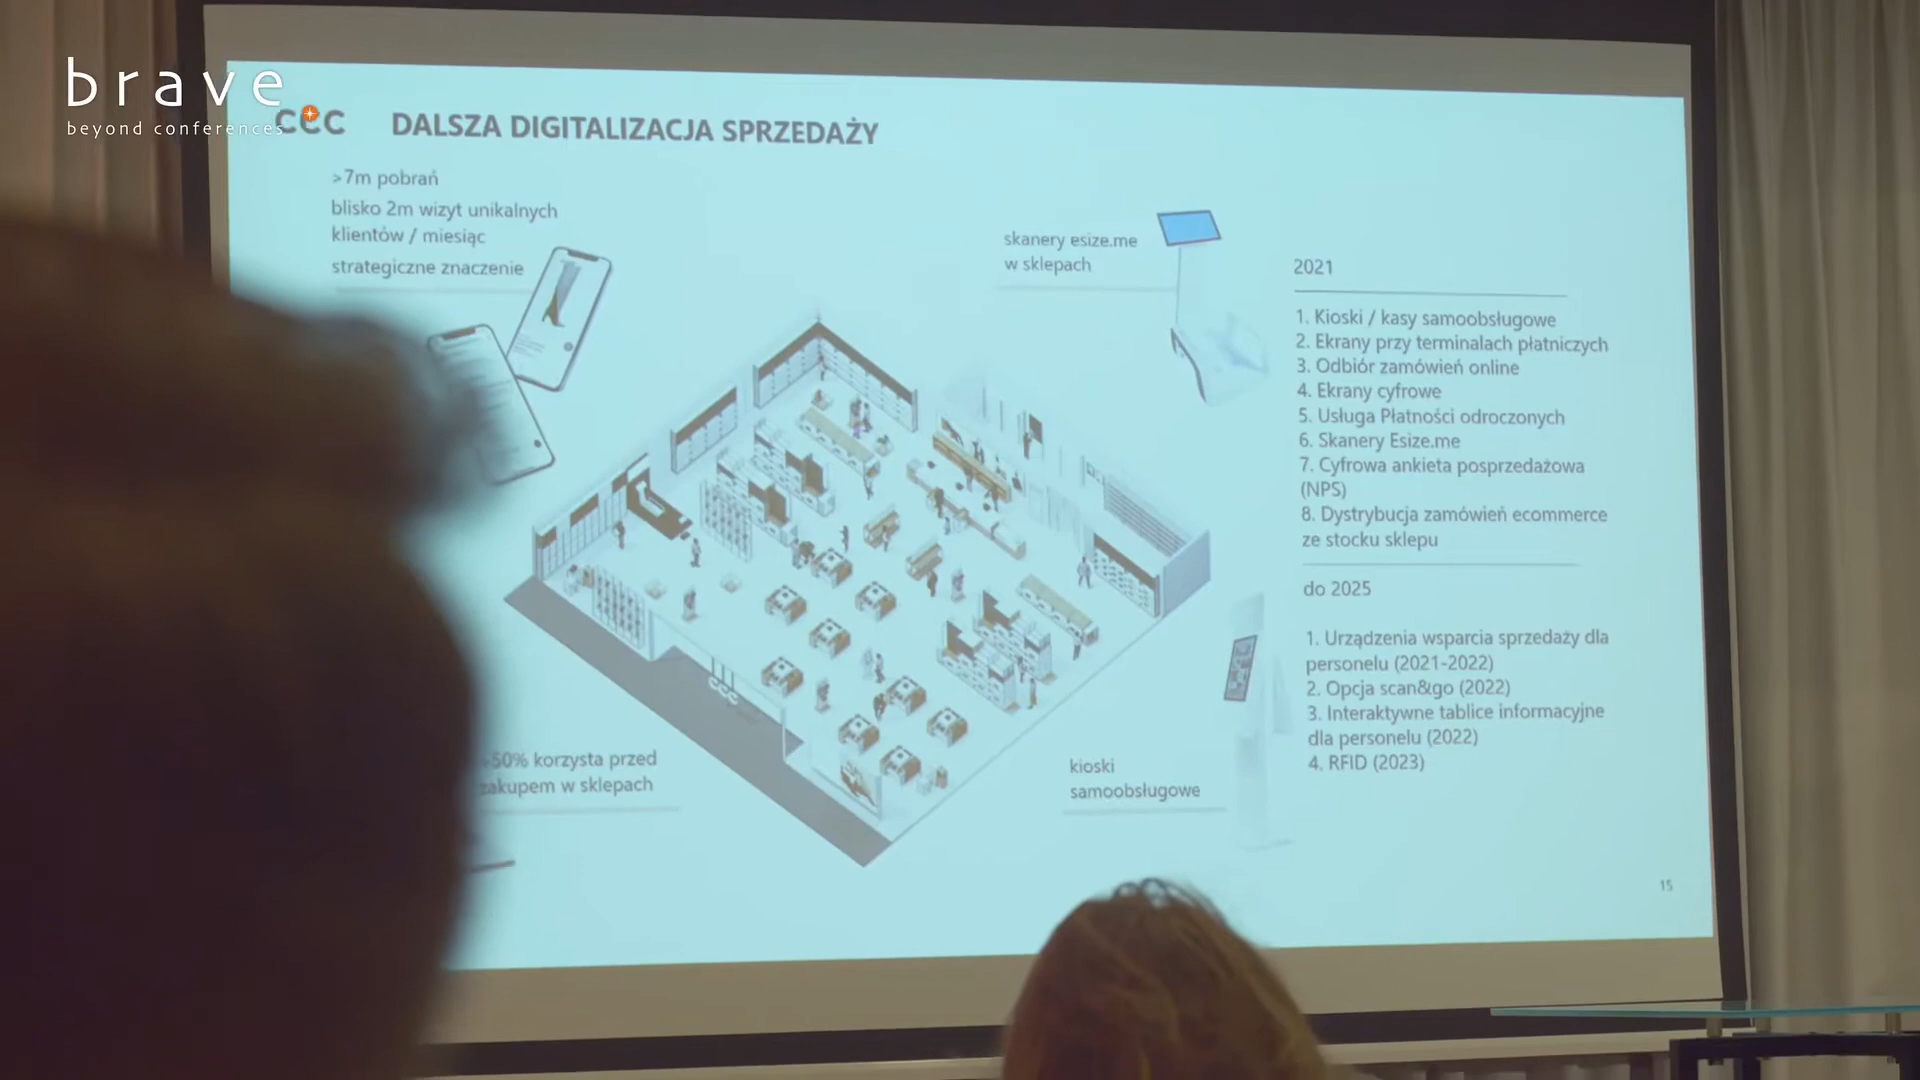 brave
beyond conferences
CCC
DALSZA DIGITALIZACJA SPRZEDAŻY
>7m pobrań
blisko 2m wizyt unikalnych
klientów / miesiąc
strategiczne znaczenie
skanery esize.me
w sklepach
50% korzysta przed
zakupem w sklepach
kioski
samoobsługowe
2021
1. Kioski / kasy samoobsługowe
2. Ekrany przy terminalach płatniczych
3. Odbiór zamówień online
4. Ekrany cyfrowe
5. Usługa Płatności odroczonych
6. Skanery Esize.me
7. Cyfrowa ankieta posprzedażowa
(NPS)
8. Dystrybucja zamówień ecommerce
ze stocku sklepu
do 2025
1. Urządzenia wsparcia sprzedaży dla
personelu (2021-2022)
2. Opcja scan&go (2022)
3. Interaktywne tablice informacyjne
dla personelu (2022)
4. RFID (2023)
15